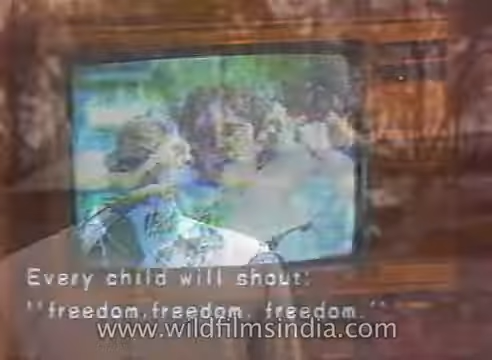 Every child will shout:
"freedom,freedom, freedom."
www.wildfilmsindia.com